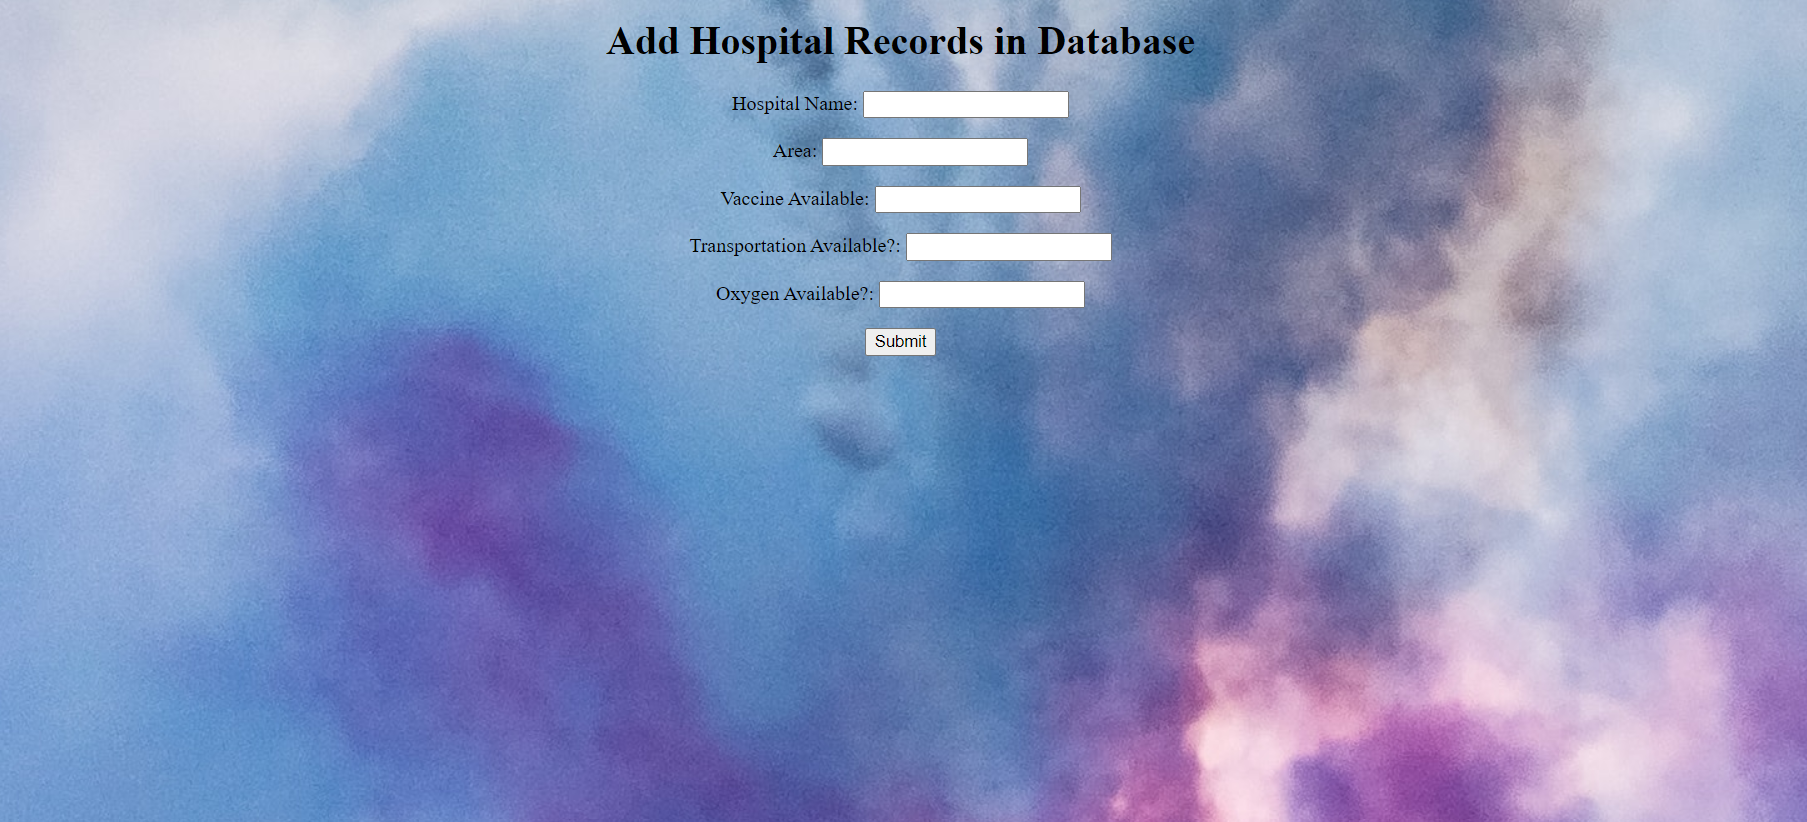 Add Hospital Records in Database
Hospital Name:
Area:
Vaccine Available:
Transportation Available?:
Oxygen Available?:
Submit